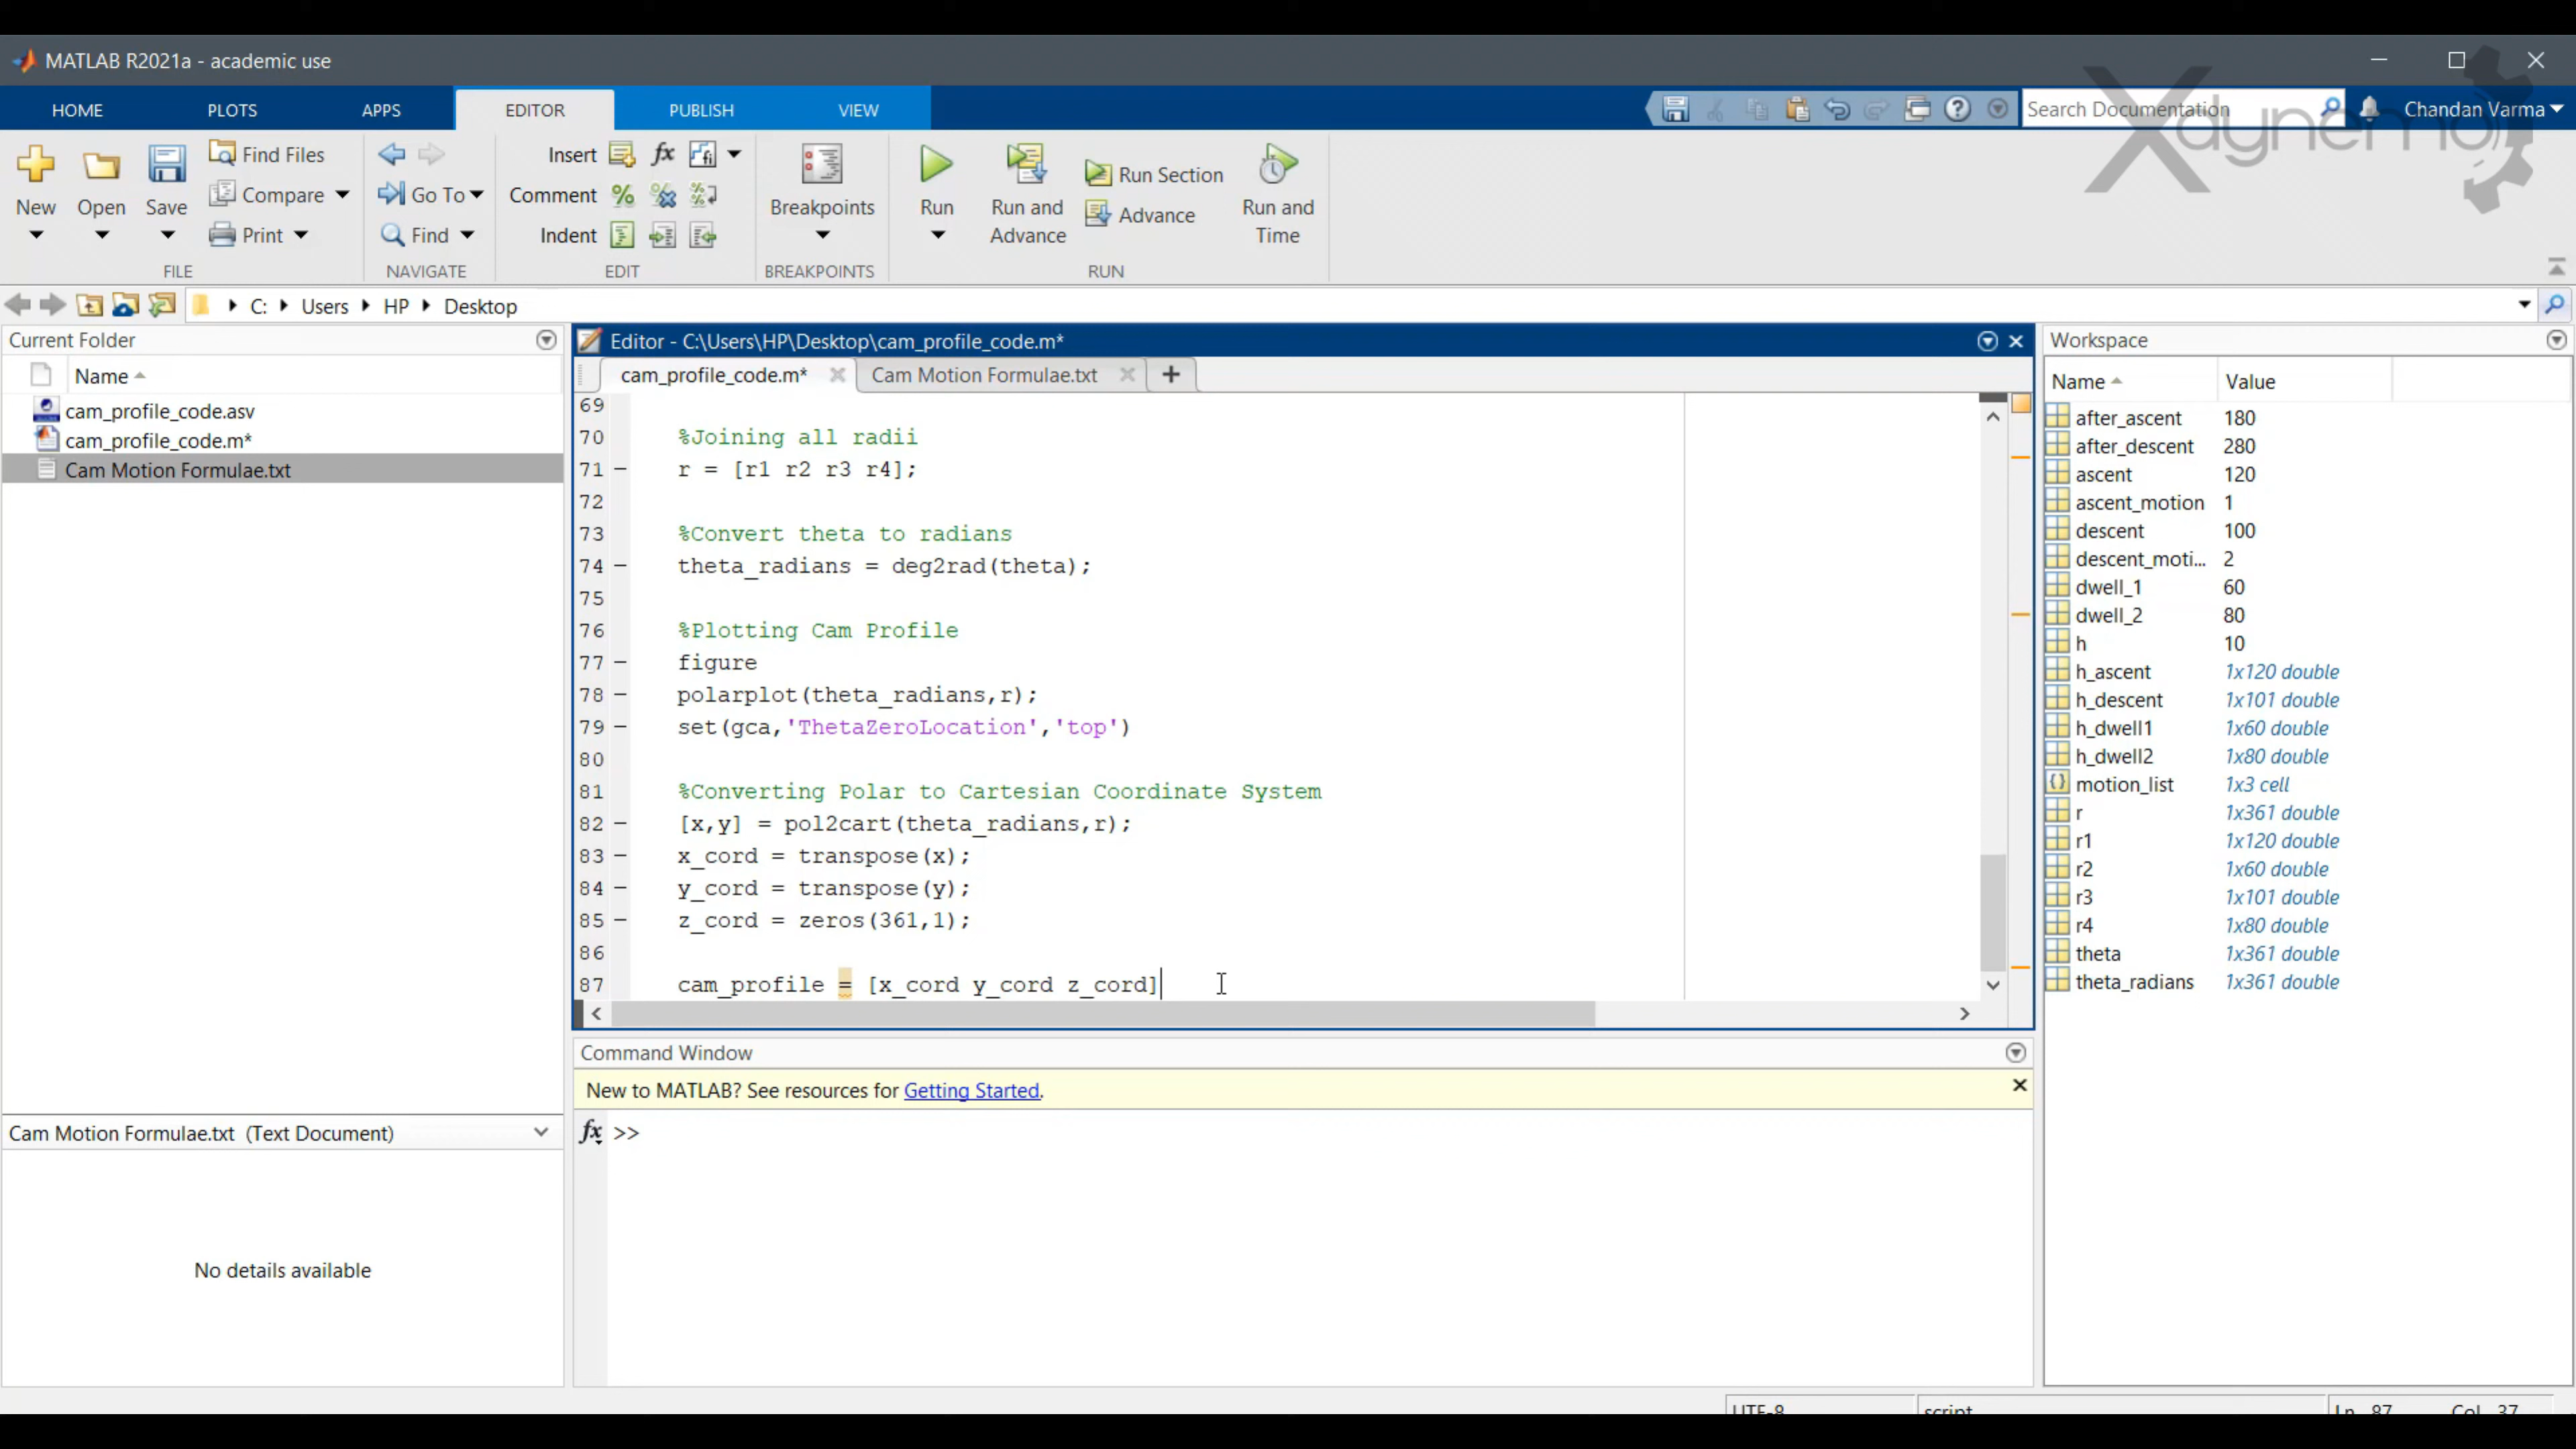 MATLAB R2021a - academic use
HOME PLOTS APPS EDITOR PUBLISH VIEW
Search Documentation
Chandan Varma
Xdynemo
New Open Save
Find Files
Compare
Print
FILE
Go To
Find
NAVIGATE
Insert fx
Comment
Indent
EDIT
Breakpoints
BREAKPOINTS
Run
Run and Advance
Run Section
Advance
Run and Time
RUN
C: Users HP Desktop
Current Folder
Name
cam_profile_code.asv
cam_profile_code.m*
Cam Motion Formulae.txt
Cam Motion Formulae.txt (Text Document)
No details available
Editor - C:\Users\HP\Desktop\cam_profile_code.m*
cam_profile_code.m* Cam Motion Formulae.txt +
69
70 %Joining all radii
71 – r = [r1 r2 r3 r4];
72
73 %Convert theta to radians
74 – theta_radians = deg2rad(theta);
75
76 %Plotting Cam Profile
77 – figure
78 – polarplot(theta_radians,r);
79 – set(gca,'ThetaZeroLocation','top')
80
81 %Converting Polar to Cartesian Coordinate System
82 – [x,y] = pol2cart(theta_radians,r);
83 – x_cord = transpose(x);
84 – y_cord = transpose(y);
85 – z_cord = zeros(361,1);
86
87 cam_profile = [x_cord y_cord z_cord]
Command Window
New to MATLAB? See resources for Getting Started.
fx >>
Workspace
Name Value
after_ascent 180
after_descent 280
ascent 120
ascent_motion 1
descent 100
descent_moti... 2
dwell_1 60
dwell_2 80
h 10
h_ascent 1x120 double
h_descent 1x101 double
h_dwell1 1x60 double
h_dwell2 1x80 double
motion_list 1x3 cell
r 1x361 double
r1 1x120 double
r2 1x60 double
r3 1x101 double
r4 1x80 double
theta 1x361 double
theta_radians 1x361 double
UTF-8 script Ln 87 Col 37